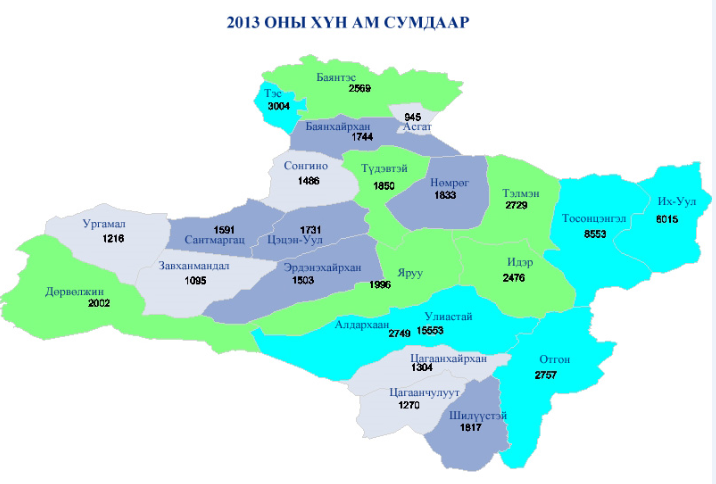 2013 ОНЫ ХҮН АМ СУМДААР
Баянтэс
2569
Тэс
3004
945
Асгат
Баянхайрхан
1744
Сонгино
1486
Түдэвтэй
1850
Нөмрөг
1833
Тэлмэн
2729
Тосонцэнгэл
8553
Их-Уул
6015
Ургамал
1216
1591
Сантмаргац
1731
Цэцэн-Уул
Завханмандал
1095
Эрдэнэхайрхан
1503
Яруу
1996
Идэр
2476
Дөрвөлжин
2002
Алдархаан
2749
Улиастай
15553
Цагаанхайрхан
1304
Отгон
2757
Цагаанчулуут
1270
Шилүүстэй
1817